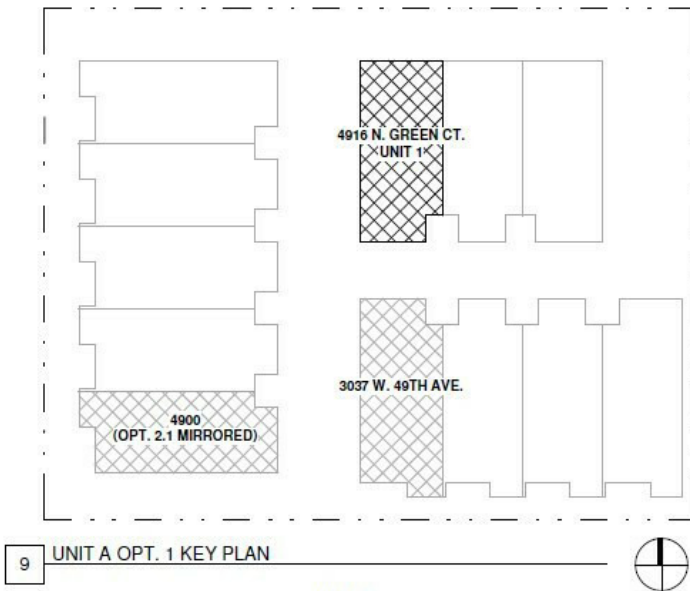 4916 N. GREEN CT.
UNIT 1
3037 W. 49TH AVE.
4900
(OPT. 2.1 MIRRORED)
9 UNIT A OPT. 1 KEY PLAN